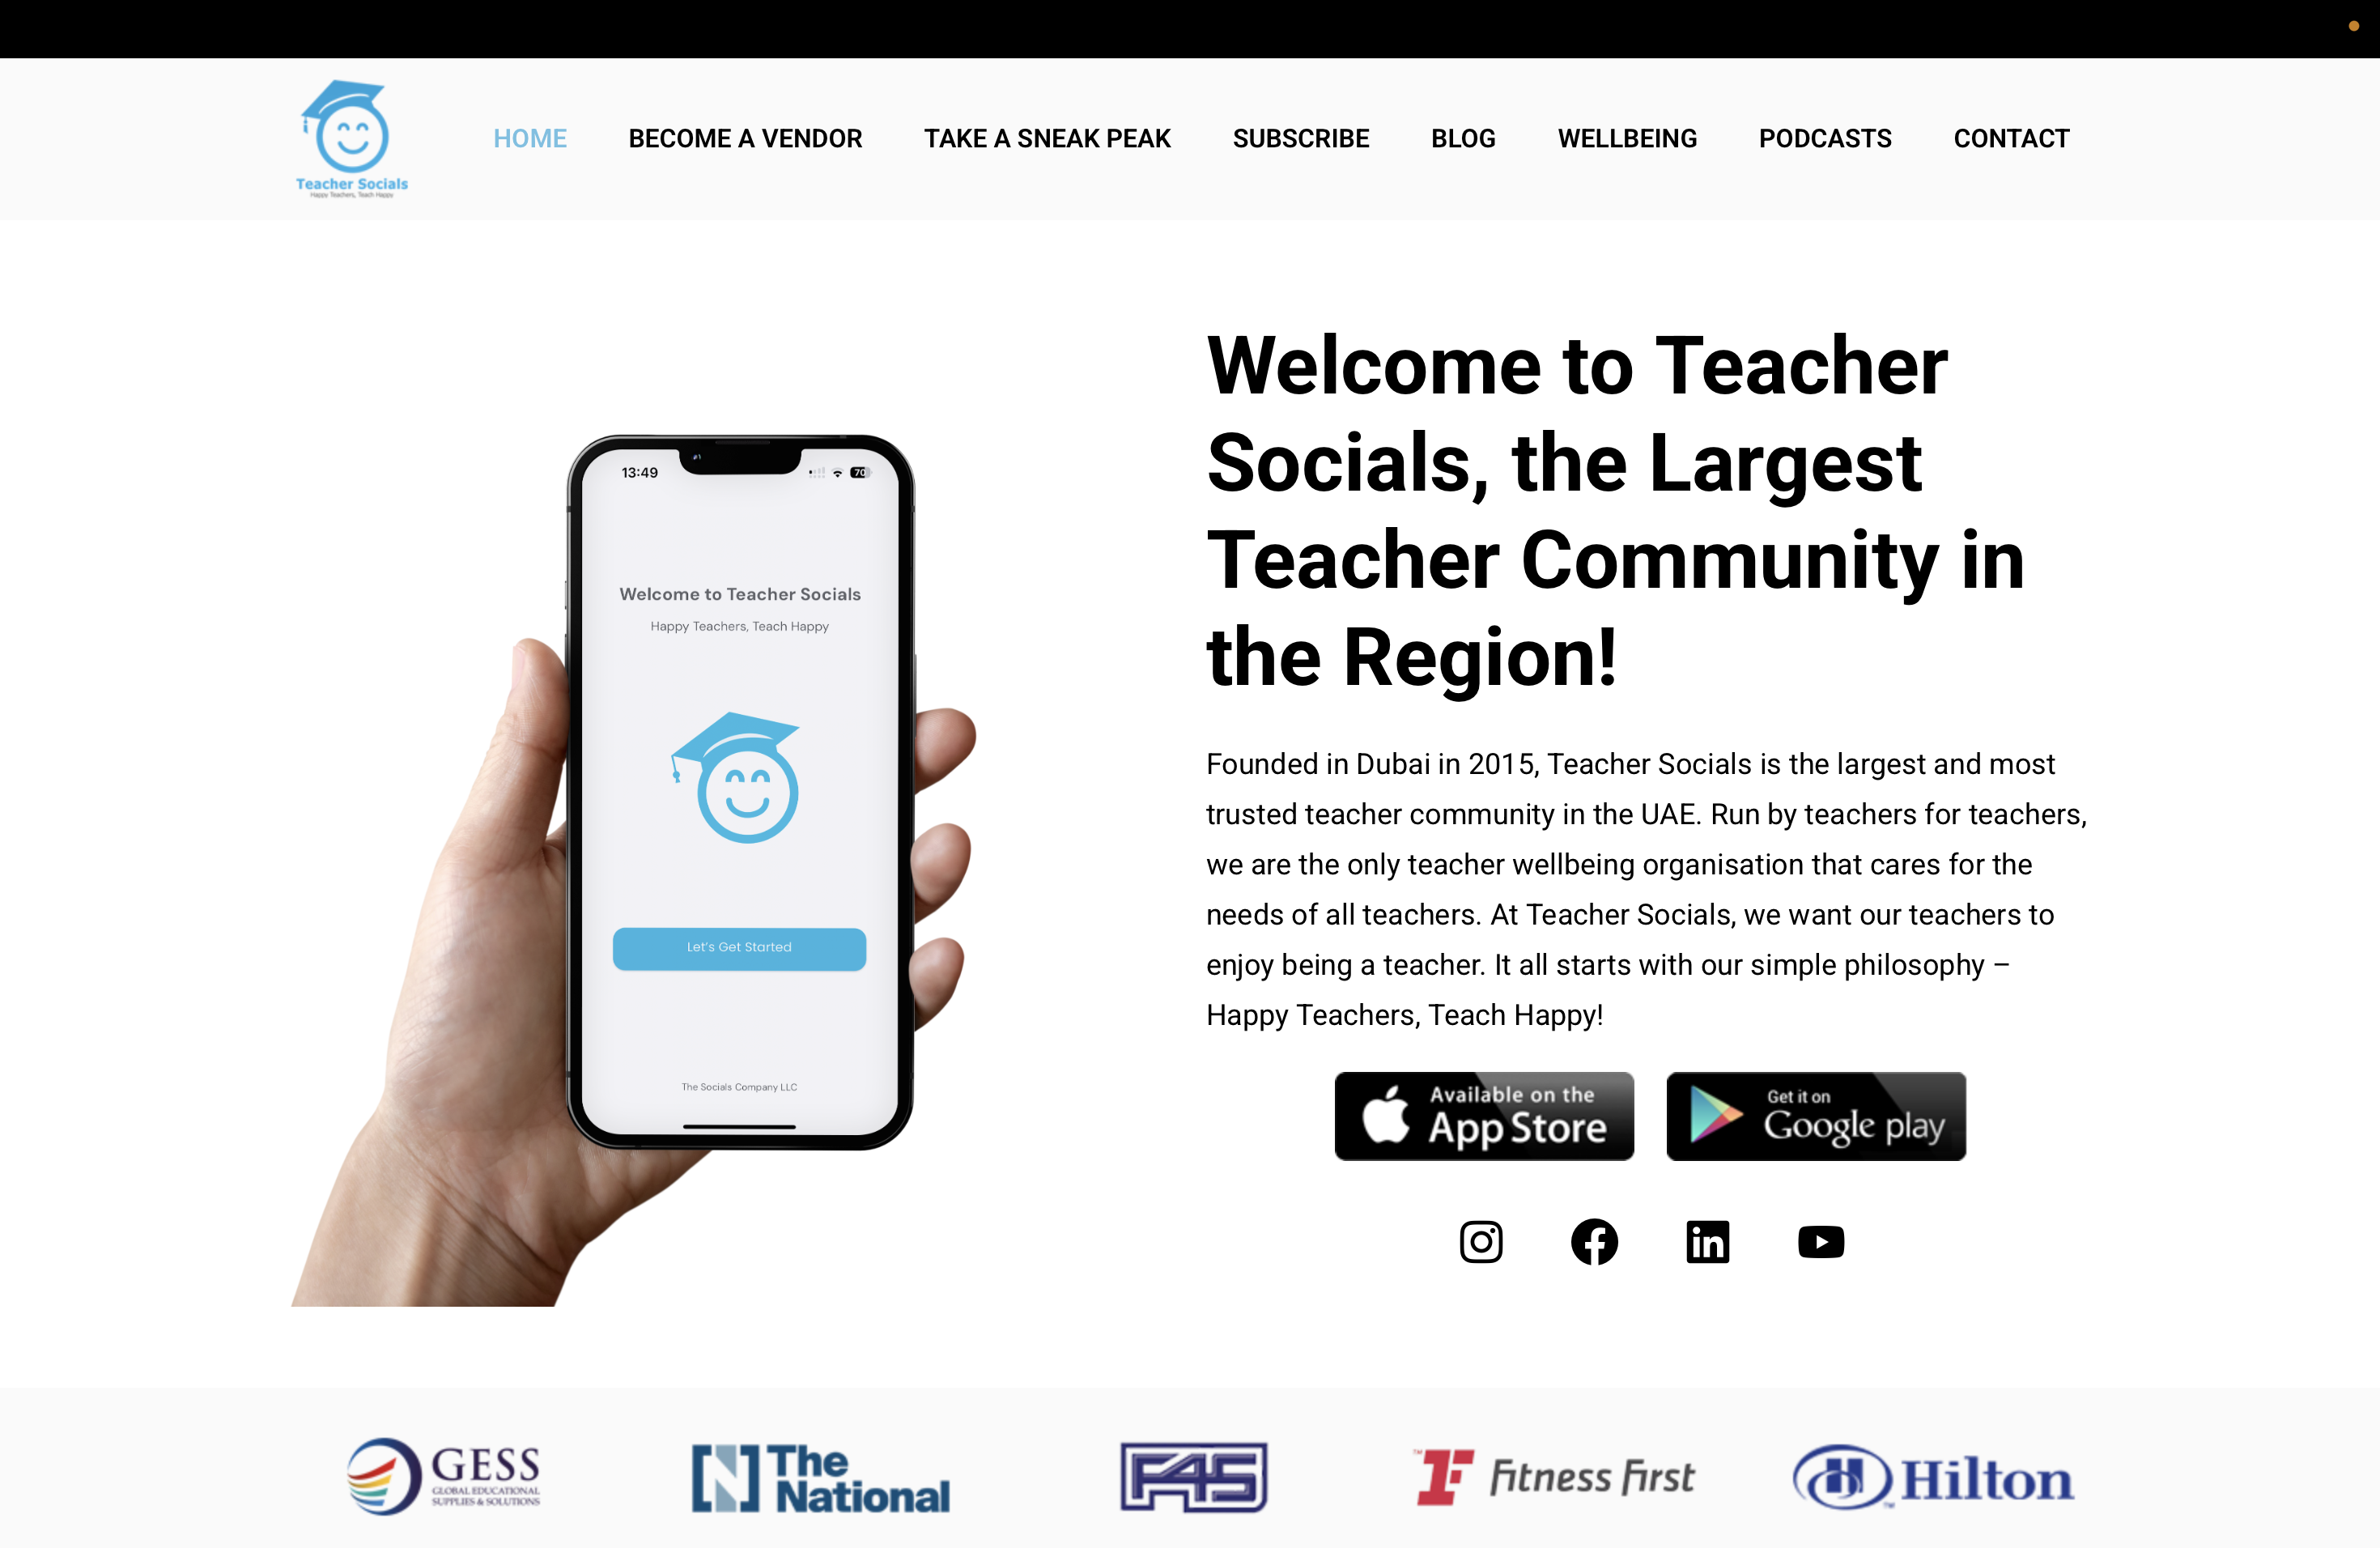 Teacher Socials
Happy Teachers, Teach Happy
HOME
BECOME A VENDOR
TAKE A SNEAK PEAK
SUBSCRIBE
BLOG
WELLBEING
PODCASTS
CONTACT
13:49
70
Welcome to Teacher Socials
Happy Teachers, Teach Happy
Let's Get Started
The Socials Company LLC
Welcome to Teacher
Socials, the Largest
Teacher Community in
the Region!
Founded in Dubai in 2015, Teacher Socials is the largest and most
trusted teacher community in the UAE. Run by teachers for teachers,
we are the only teacher wellbeing organisation that cares for the
needs of all teachers. At Teacher Socials, we want our teachers to
enjoy being a teacher. It all starts with our simple philosophy –
Happy Teachers, Teach Happy!
Available on the
App Store
Get it on
Google play
GESS
GLOBAL EDUCATIONAL
SUPPLIES & SOLUTIONS
The
National
F45
Fitness First
Hilton